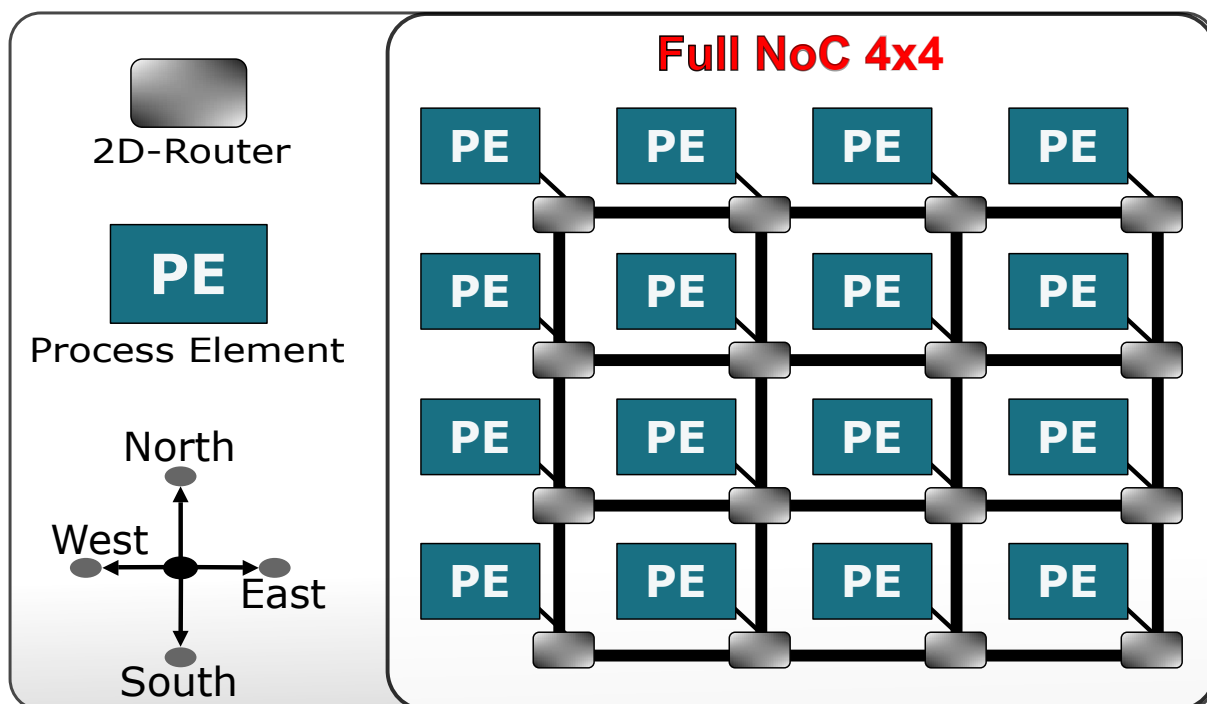 Full NoC 4x4
2D-Router
PE
Process Element
North
West
East
South
PE PE PE PE
PE PE PE PE
PE PE PE PE
PE PE PE PE